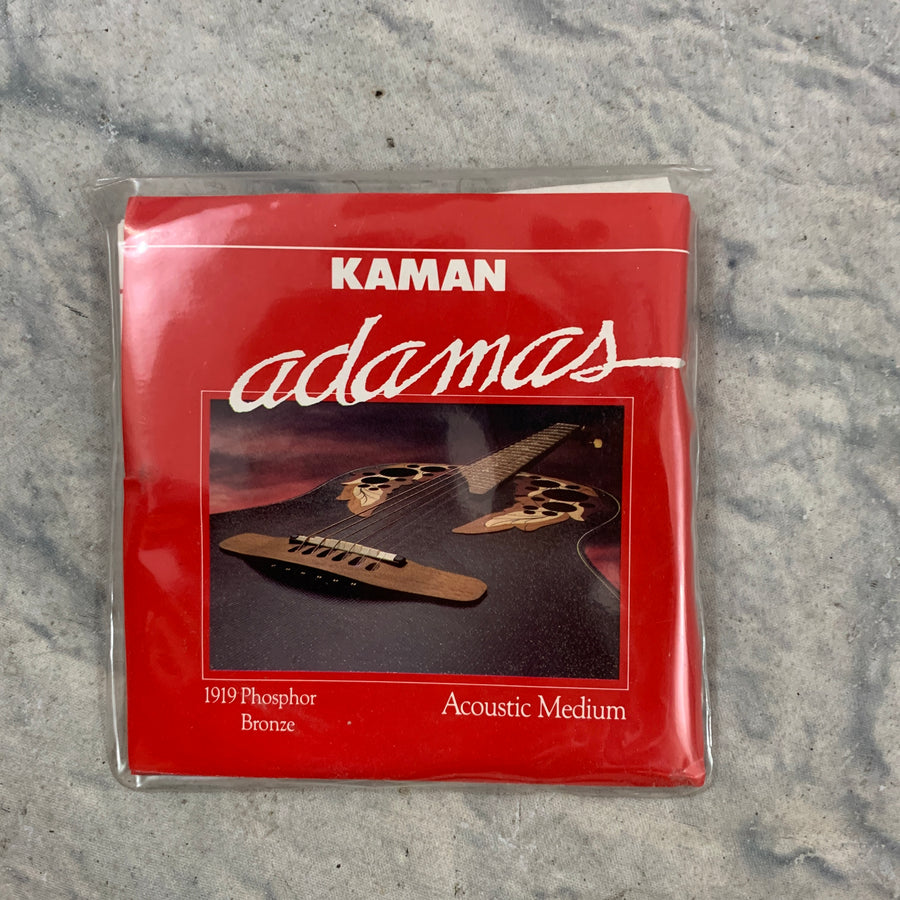 KAMAN
adamas
1919 Phosphor
Bronze
Acoustic Medium